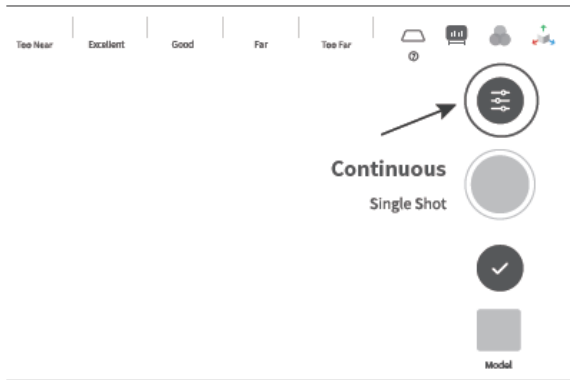 Too Near Excellent Good Far Too Far
?
Continuous
Single Shot
Model